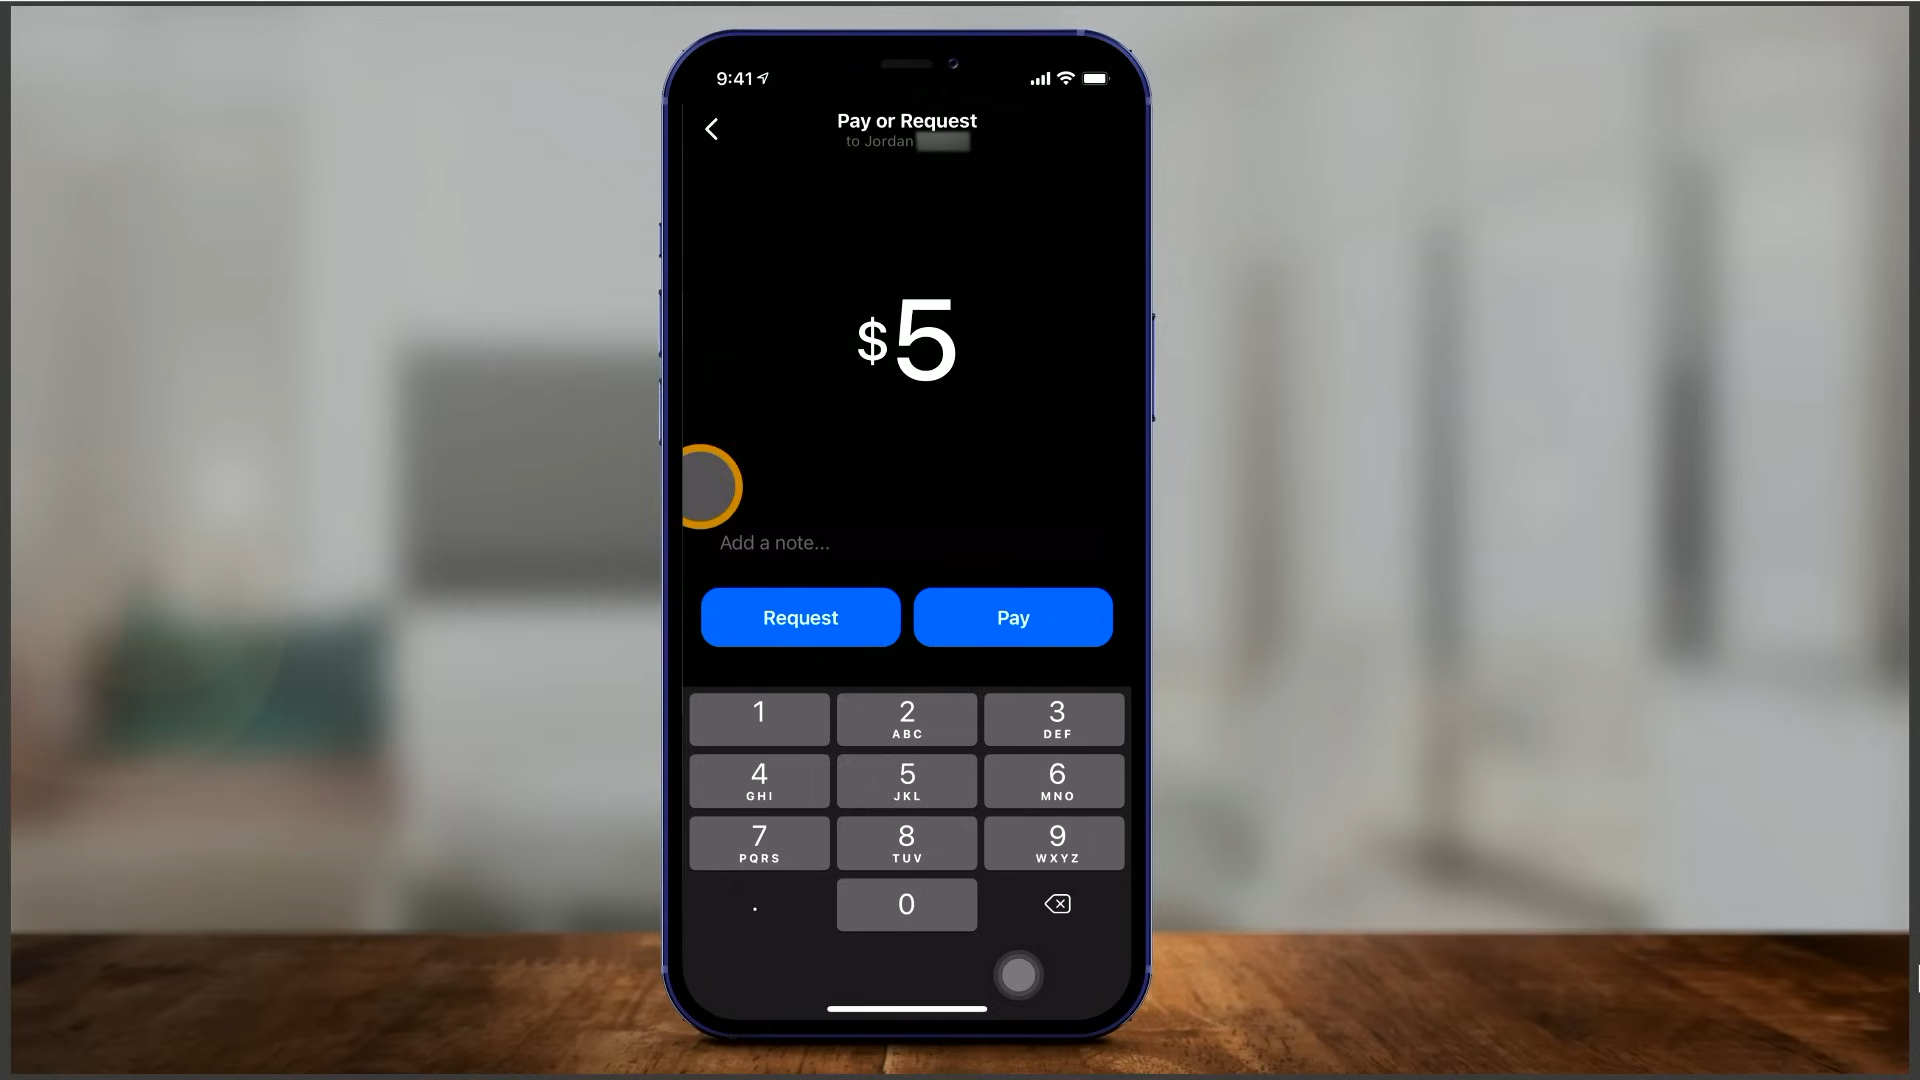 9:41
Pay or Request
to Jordan
$5
Add a note...
Request Pay
1 2 3
ABC DEF
4 5 6
GHI JKL MNO
7 8 9
PQRS TUV WXYZ
. 0